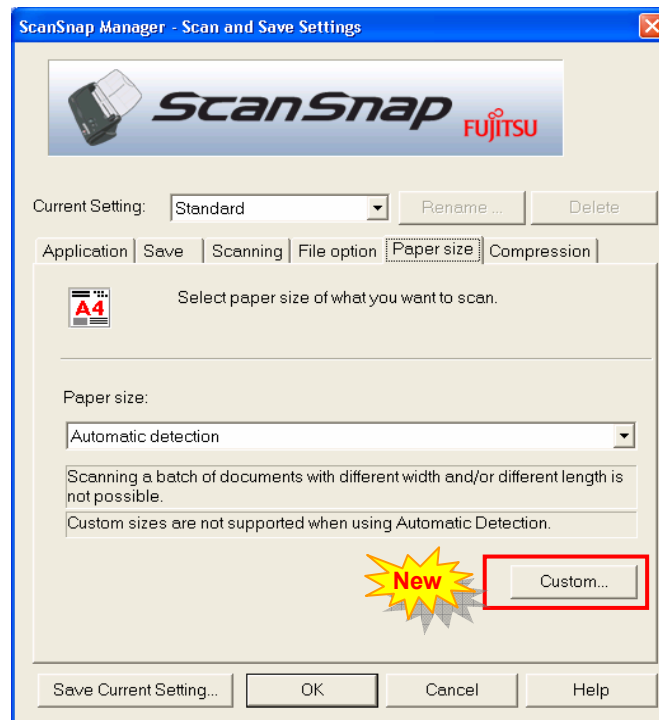 ScanSnap Manager - Scan and Save Settings
ScanSnap
FUJITSU
Current Setting: Standard Rename ... Delete
Application Save Scanning File option Paper size Compression
A4 Select paper size of what you want to scan.
Paper size:
Automatic detection
Scanning a batch of documents with different width and/or different length is
not possible.
Custom sizes are not supported when using Automatic Detection.
New Custom...
Save Current Setting... OK Cancel Help